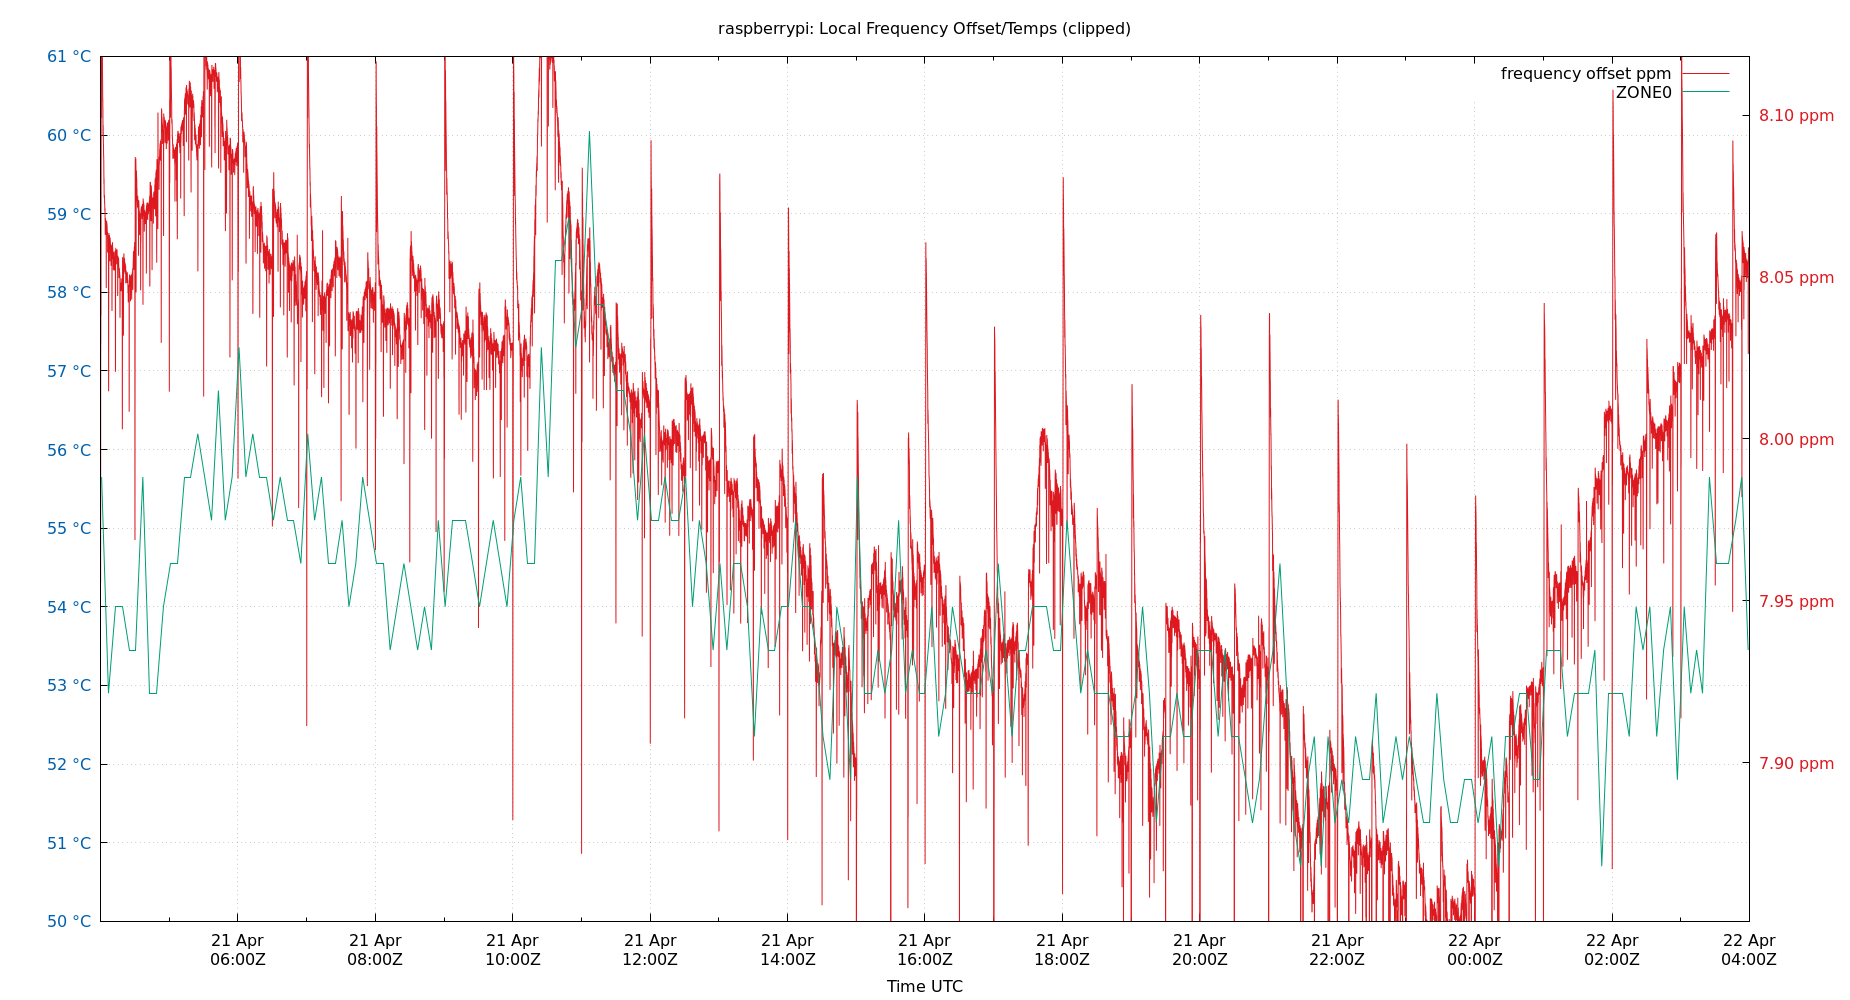 raspberrypi: Local Frequency Offset/Temps (clipped)
61 °C
60 °C
59 °C
58 °C
57 °C
56 °C
55 °C
54 °C
53 °C
52 °C
51 °C
50 °C
frequency offset ppm
ZONE0
8.10 ppm
8.05 ppm
8.00 ppm
7.95 ppm
7.90 ppm
21 Apr
06:00Z
21 Apr
08:00Z
21 Apr
10:00Z
21 Apr
12:00Z
21 Apr
14:00Z
21 Apr
16:00Z
21 Apr
18:00Z
21 Apr
20:00Z
21 Apr
22:00Z
22 Apr
00:00Z
22 Apr
02:00Z
22 Apr
04:00Z
Time UTC